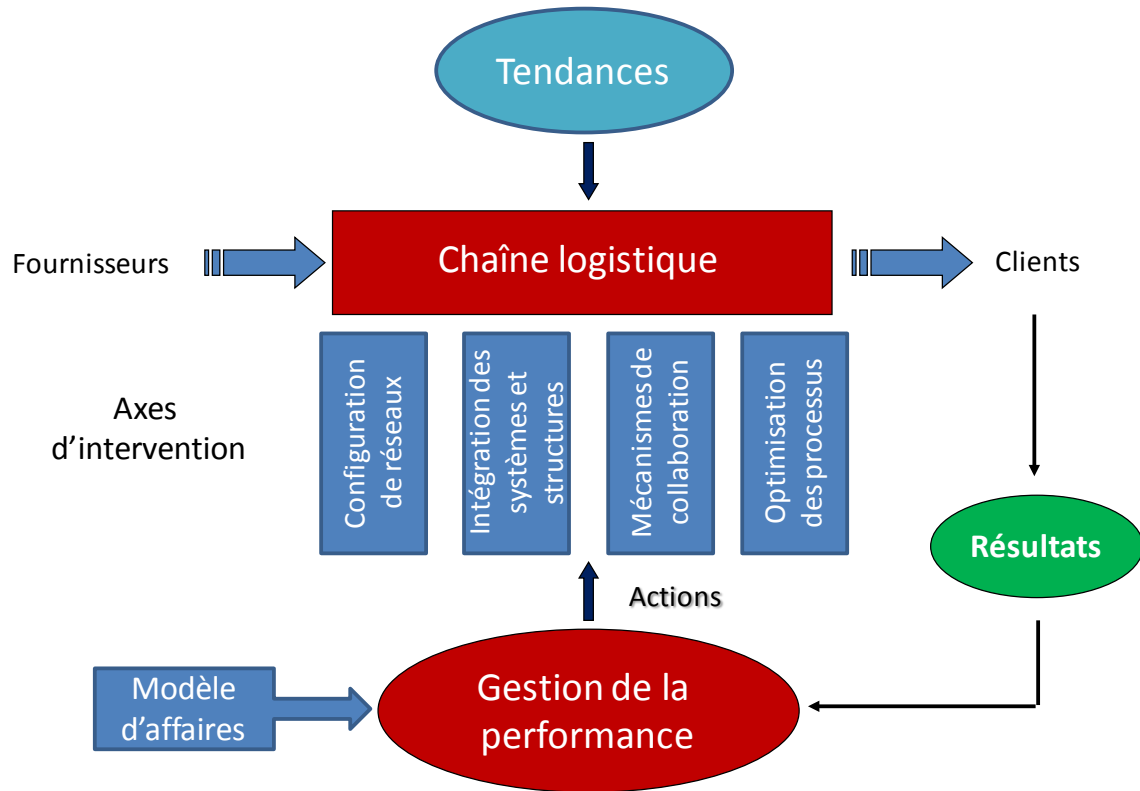 Tendances
Fournisseurs
Chaîne logistique
Clients
Axes
d'intervention
Configuration
de réseaux
Intégration des
systèmes et
structures
Mécanismes de
collaboration
Optimisation
des processus
Résultats
Actions
Modèle
d'affaires
Gestion de la
performance